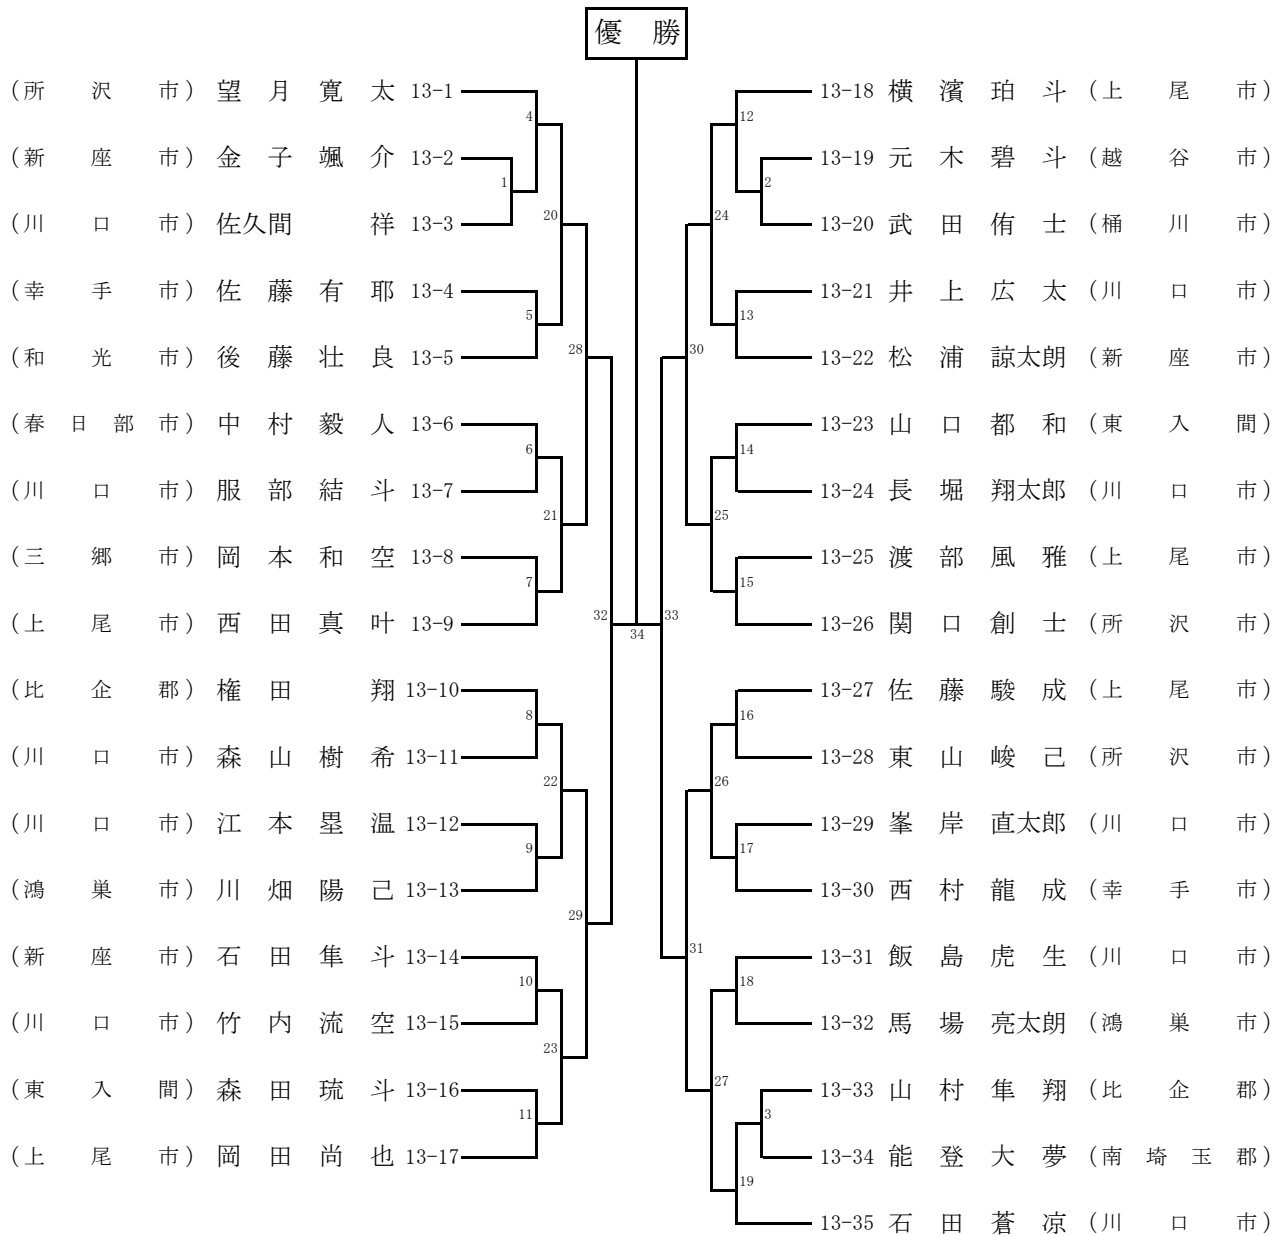 優勝
(所沢市) 望月寛太 13-1
(新座市) 金子颯介 13-2
(川口市) 佐久間祥 13-3
(幸手市) 佐藤有耶 13-4
(和光市) 後藤壮良 13-5
(春日部市) 中村毅人 13-6
(川口市) 服部結斗 13-7
(三郷市) 岡本和空 13-8
(上尾市) 西田真叶 13-9
(比企郡) 権田翔 13-10
(川口市) 森山樹希 13-11
(川口市) 江本塁温 13-12
(鴻巣市) 川畑陽己 13-13
(新座市) 石田隼斗 13-14
(川口市) 竹内流空 13-15
(東入間) 森田琉斗 13-16
(上尾市) 岡田尚也 13-17
4
1
20
5
28
6
21
7
32
8
22
9
29
10
23
11
34
33
12
2
24
13
30
14
25
15
16
26
17
31
18
27
3
19
13-18 横濱珀斗 (上尾市)
13-19 元木碧斗 (越谷市)
13-20 武田侑士 (桶川市)
13-21 井上広太 (川口市)
13-22 松浦諒太朗 (新座市)
13-23 山口都和 (東入間)
13-24 長堀翔太郎 (川口市)
13-25 渡部風雅 (上尾市)
13-26 関口創士 (所沢市)
13-27 佐藤駿成 (上尾市)
13-28 東山峻己 (所沢市)
13-29 峯岸直太郎 (川口市)
13-30 西村龍成 (幸手市)
13-31 飯島虎生 (川口市)
13-32 馬場亮太朗 (鴻巣市)
13-33 山村隼翔 (比企郡)
13-34 能登大夢 (南埼玉郡)
13-35 石田蒼凉 (川口市)